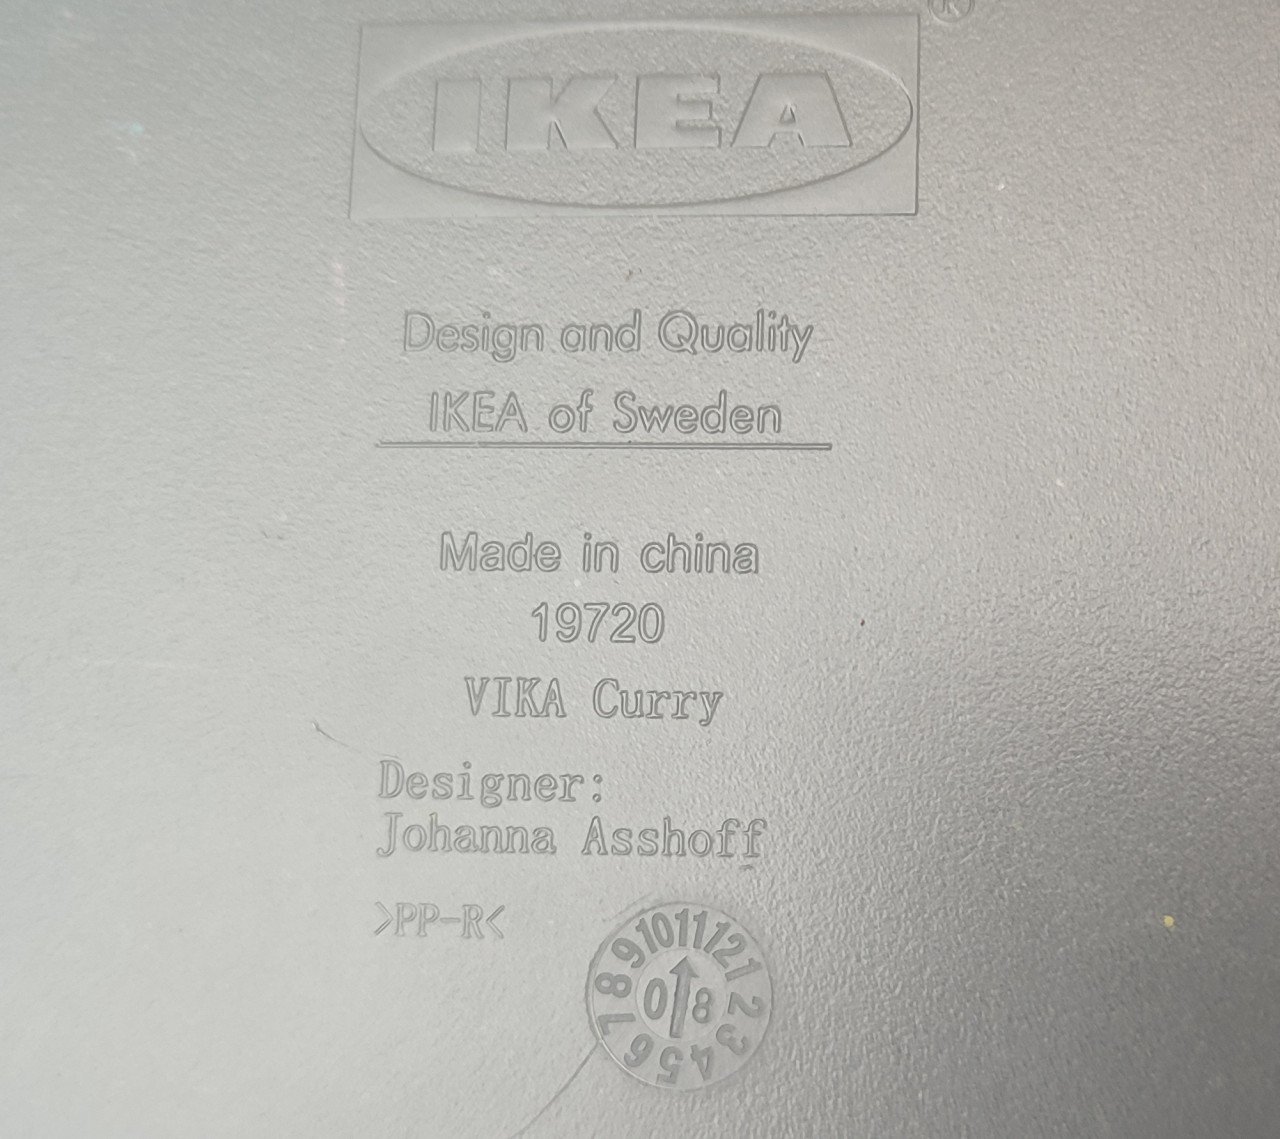 IKEA®
Design and Quality
IKEA of Sweden
Made in china
19720
VIKA Curry
Designer:
Johanna Asshoff
>PP-R<
1 2 3 4 5 6 7 8 9 10 11 12
0 8